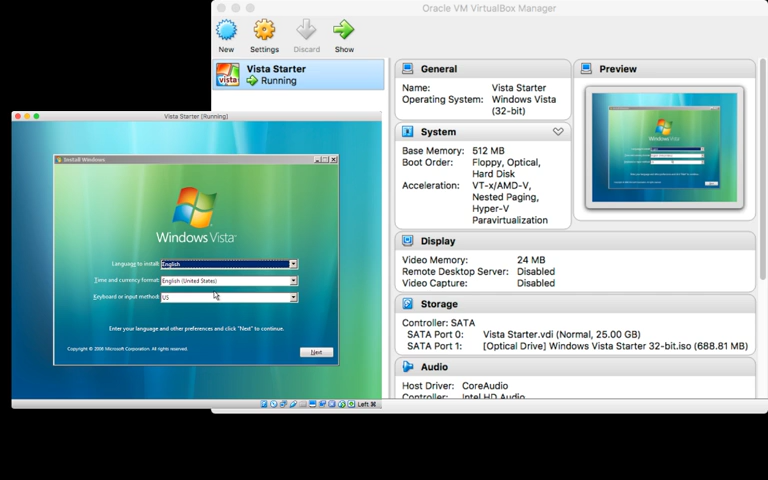 Oracle VM VirtualBox Manager
New
Settings
Discard
Show
vista
Vista Starter
Running
General
Name: Vista Starter
Operating System: Windows Vista
(32-bit)
System
Base Memory: 512 MB
Boot Order: Floppy, Optical,
Hard Disk
Acceleration: VT-x/AMD-V,
Nested Paging,
Hyper-V
Paravirtualization
Preview
Display
Video Memory: 24 MB
Remote Desktop Server: Disabled
Video Capture: Disabled
Storage
Controller: SATA
SATA Port 0: Vista Starter.vdi (Normal, 25.00 GB)
SATA Port 1: [Optical Drive] Windows Vista Starter 32-bit.iso (688.81 MB)
Audio
Host Driver: CoreAudio
Controller: Intel HD Audio
Vista Starter [Running]
Install Windows
Windows Vista
Language to install: English
Time and currency format: English (United States)
Keyboard or input method: US
Enter your language and other preferences and click "Next" to continue.
Copyright © 2006 Microsoft Corporation. All rights reserved.
Next
Left ⌘